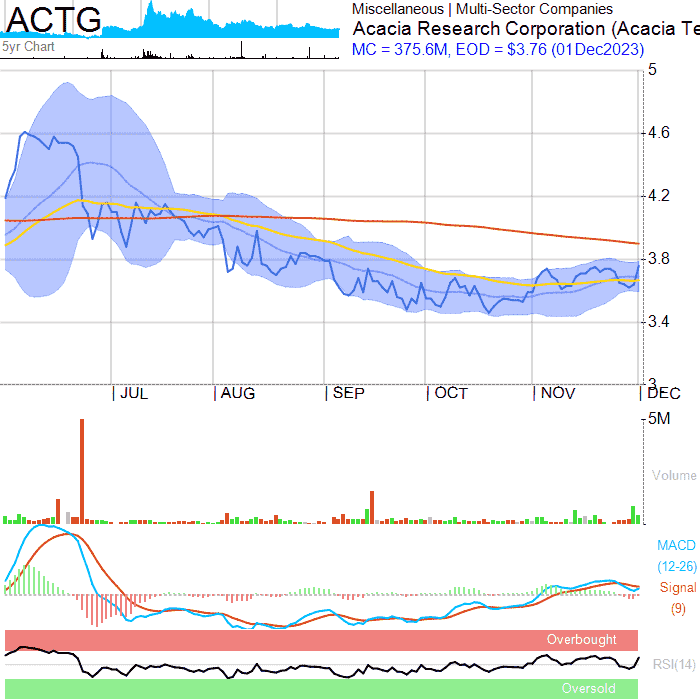 ACTG
5yr Chart
Miscellaneous | Multi-Sector Companies
Acacia Research Corporation (Acacia Te
MC = 375.6M, EOD = $3.76 (01Dec2023)
5
4.6
4.2
3.8
3.4
3
JUL AUG SEP OCT NOV DEC
5M
Volume
MACD
(12-26)
Signal
(9)
Overbought
RSI(14)
Oversold